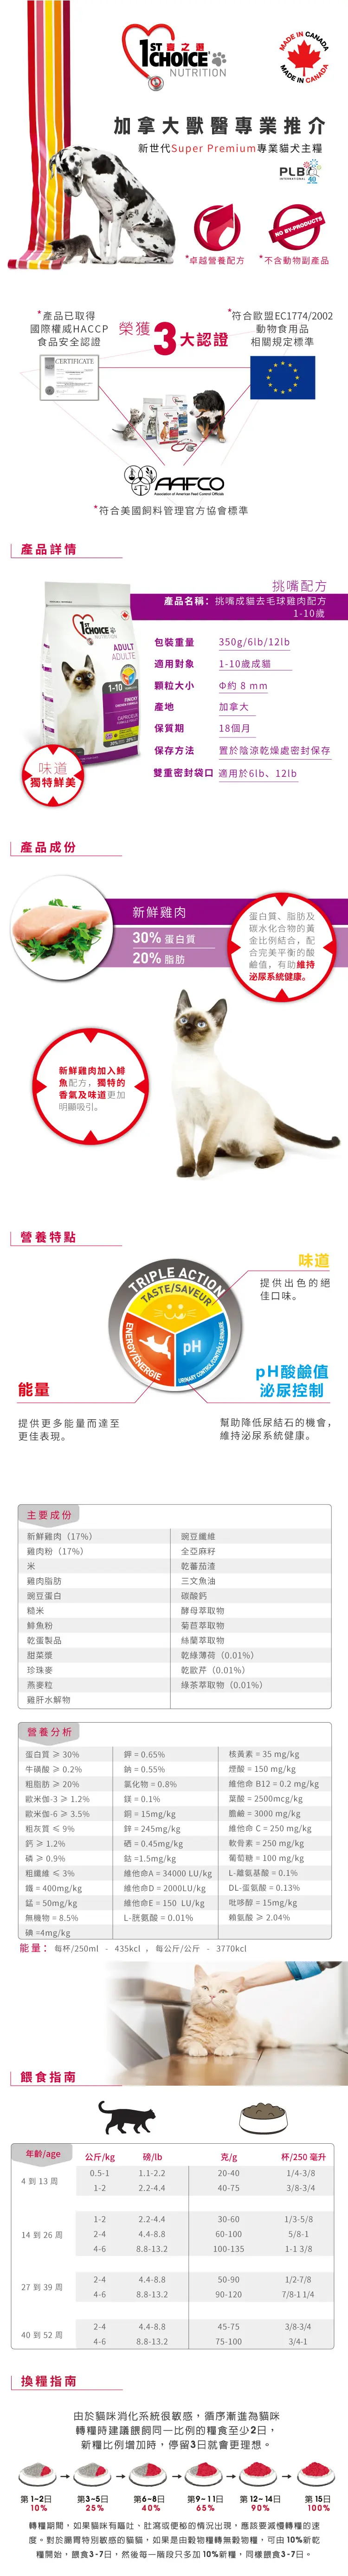 1ST 喜之選
CHOICE
NUTRITION
MADE IN CANADA
MADE IN CANADA
加拿大獸醫專業推介
新世代Super Premium專業貓犬主糧
PLB
INTERNATIONAL
40
NO BY-PRODUCTS
*卓越營養配方
*不含動物副產品
*產品已取得
國際權威HACCP
食品安全認證
榮獲3大認證
*符合歐盟EC1774/2002
動物食用品
相關規定標準
CERTIFICATE
AAFCO
Association of American Feed Control Officials
*符合美國飼料管理官方協會標準
產品詳情
挑嘴配方
產品名稱：挑嘴成貓去毛球雞肉配方
1-10歲
1ST
CHOICE
NUTRITION
ADULT
ADULTE
1-10
FINICKY
CAPRICIEUX
味道
獨特鮮美
包裝重量 350g/6lb/12lb
適用對象 1-10歲成貓
顆粒大小 Φ約 8 mm
產地 加拿大
保質期 18個月
保存方法 置於陰涼乾燥處密封保存
雙重密封袋口 適用於6lb、12lb
產品成份
新鮮雞肉
30% 蛋白質
20% 脂肪
蛋白質、脂肪及
碳水化合物的黃
金比例結合，配
合完美平衡的酸
鹼值，有助維持
泌尿系統健康。
新鮮雞肉加入鯡
魚配方，獨特的
香氣及味道更加
明顯吸引。
營養特點
TRIPLE ACTION
TASTE/SAVEUR
ENERGY/ÉNERGIE
pH
URINARY CONTROL/CONTRÔLE URINAIRE
味道
提供出色的絕
佳口味。
能量
提供更多能量而達至
更佳表現。
pH酸鹼值
泌尿控制
幫助降低尿結石的機會，
維持泌尿系統健康。
主要成份
新鮮雞肉（17%） 豌豆纖維
雞肉粉（17%） 全亞麻籽
米 乾蕃茄渣
雞肉脂肪 三文魚油
豌豆蛋白 碳酸鈣
糙米 酵母萃取物
鯡魚粉 菊苣萃取物
乾蛋製品 絲蘭萃取物
甜菜漿 乾綠薄荷（0.01%）
珍珠麥 乾歐芹（0.01%）
燕麥粒 綠茶萃取物（0.01%）
雞肝水解物
營養分析
蛋白質 ⩾ 30% 鉀 = 0.65% 核黃素 = 35 mg/kg
牛磺酸 ⩾ 0.2% 鈉 = 0.55% 煙酸 = 150 mg/kg
粗脂肪 ⩾ 20% 氯化物 = 0.8% 維他命 B12 = 0.2 mg/kg
歐米伽-3 ⩾ 1.2% 鎂 = 0.1% 葉酸 = 2500mcg/kg
歐米伽-6 ⩾ 3.5% 銅 = 15mg/kg 膽鹼 = 3000 mg/kg
粗灰質 ⩽ 9% 鋅 = 245mg/kg 維他命 C = 250 mg/kg
鈣 ⩾ 1.2% 硒 = 0.45mg/kg 軟骨素 = 250 mg/kg
磷 ⩾ 0.9% 鈷 =1.5mg/kg 葡萄糖 = 100 mg/kg
粗纖維 ⩽ 3% 維他命A = 34000 LU/kg L-離氨基酸 = 0.1%
鐵 = 400mg/kg 維他命D = 2000LU/kg DL-蛋氨酸 = 0.13%
錳 = 50mg/kg 維他命E = 150 LU/kg 吡哆醇 = 15mg/kg
無機物 = 8.5% L-胱氨酸 = 0.01% 賴氨酸 ⩾ 2.04%
碘 =4mg/kg
能量：每杯/250ml - 435kcl ，每公斤/公斤 - 3770kcl
餵食指南
年齡/age 公斤/kg 磅/lb 克/g 杯/250 毫升
4 到 13 周
0.5-1 1.1-2.2 20-40 1/4-3/8
1-2 2.2-4.4 40-75 3/8-3/4
14 到 26 周
1-2 2.2-4.4 30-60 1/3-5/8
2-4 4.4-8.8 60-100 5/8-1
4-6 8.8-13.2 100-135 1-1 3/8
27 到 39 周
2-4 4.4-8.8 50-90 1/2-7/8
4-6 8.8-13.2 90-120 7/8-1 1/4
40 到 52 周
2-4 4.4-8.8 45-75 3/8-3/4
4-6 8.8-13.2 75-100 3/4-1
換糧指南
由於貓咪消化系統很敏感，循序漸進為貓咪
轉糧時建議餵飼同一比例的糧食至少2日，
新糧比例增加時，停留3日就會更理想。
第 1~2日 第3~5日 第6~8日 第9~ 11日 第 12~ 14日 第 15日
10% 25% 40% 65% 90% 100%
轉糧期間，如果貓咪有嘔吐、肚瀉或便秘的情況出現，應該要減慢轉糧的速
度。對於腸胃特別敏感的貓貓，如果是由穀物糧轉無穀物糧，可由 10%新乾
糧開始，餵食3-7日，然後每一階段只多加 10%新糧，同樣餵食3-7日。